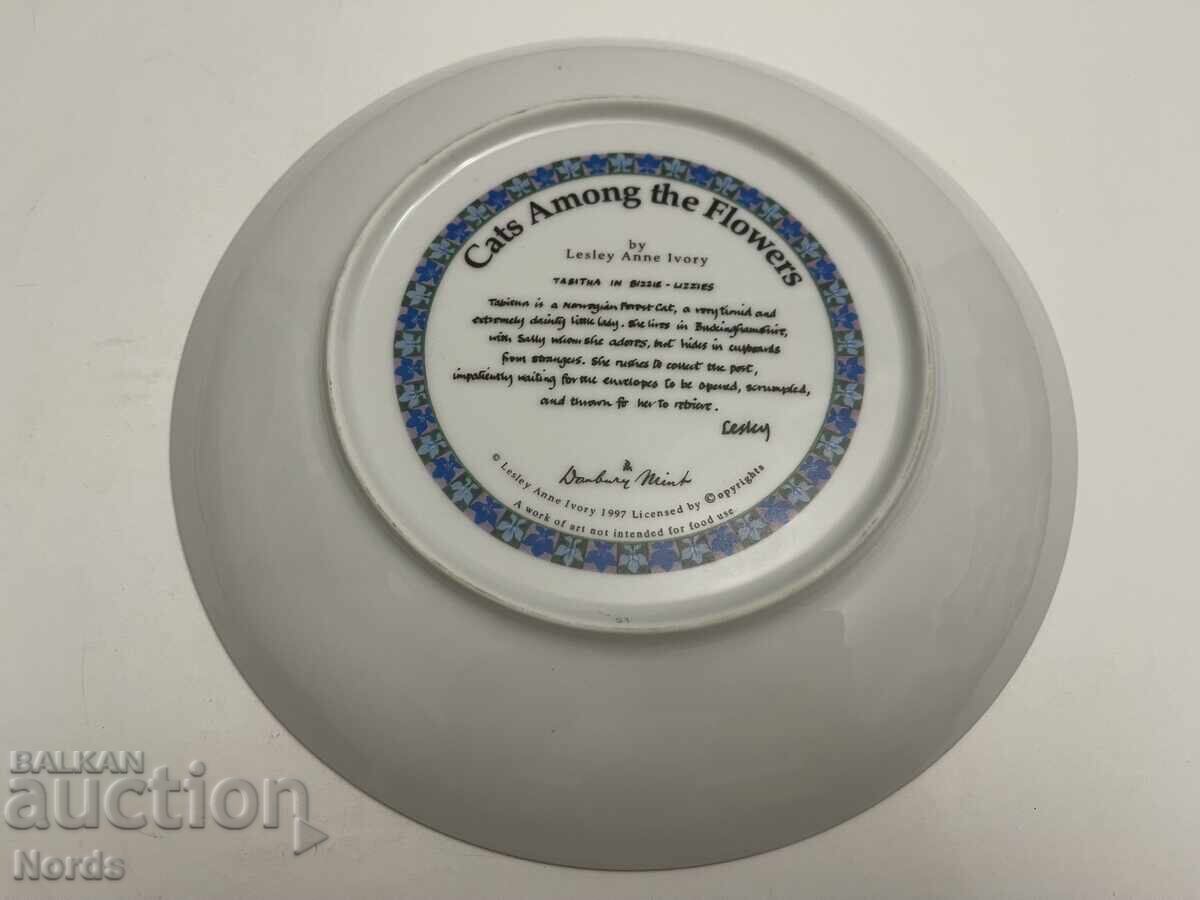 Cats Among the Flowers
by
Lesley Anne Ivory
TABITHA IN BIZZIE - LIZZIES
Tabitha is a Norwegian Forest Cat, a very timid and
extremely dainty little lady. She lives in Buckinghamshire,
with Sally whom she adores, but hides in cupboards
from strangers. She rushes to collect the post,
impatiently waiting for the envelopes to be opened, scrumpled,
and thrown for her to retrieve.
Lesley
The
Danbury Mint
© Lesley Anne Ivory 1997 Licensed by ©opyrights
A work of art not intended for food use
BALKAN
auction
Nords